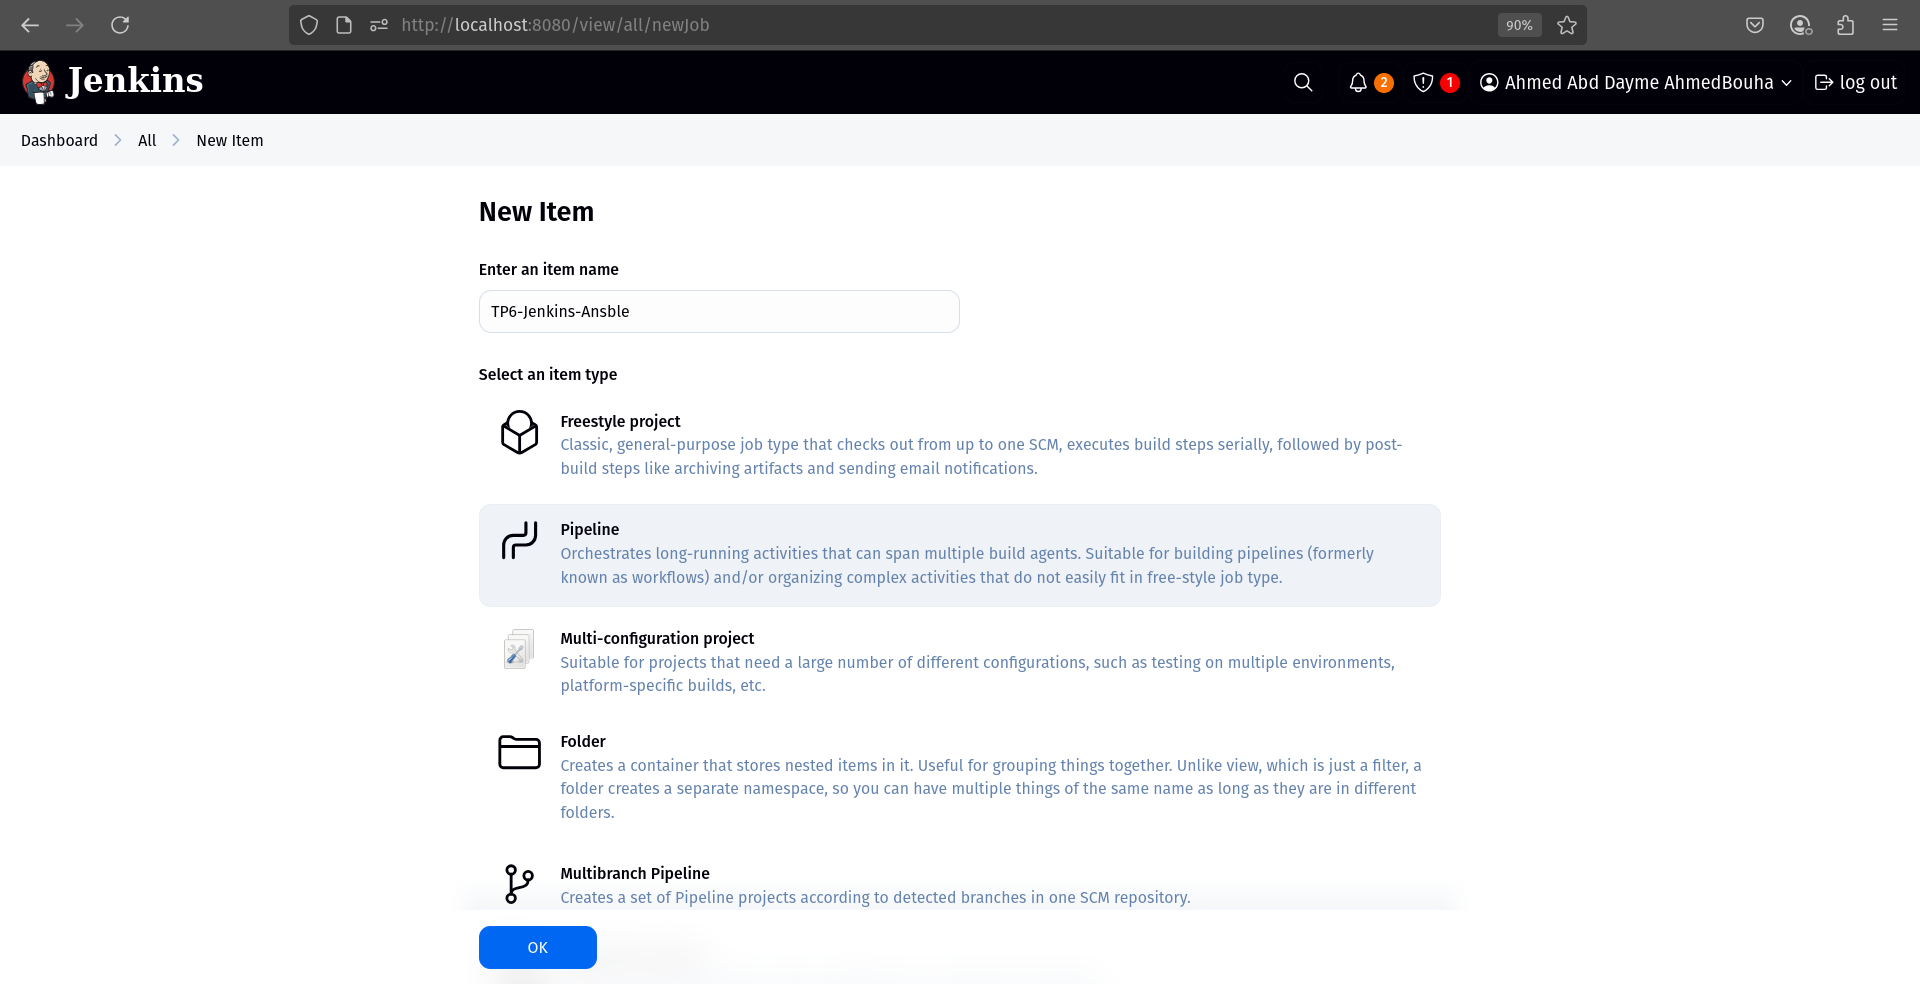 http://localhost:8080/view/all/newJob
90%
Jenkins
2
1
Ahmed Abd Dayme AhmedBouha
log out
Dashboard
All
New Item
New Item
Enter an item name
TP6-Jenkins-Ansble
Select an item type
Freestyle project
Classic, general-purpose job type that checks out from up to one SCM, executes build steps serially, followed by post-
build steps like archiving artifacts and sending email notifications.
Pipeline
Orchestrates long-running activities that can span multiple build agents. Suitable for building pipelines (formerly
known as workflows) and/or organizing complex activities that do not easily fit in free-style job type.
Multi-configuration project
Suitable for projects that need a large number of different configurations, such as testing on multiple environments,
platform-specific builds, etc.
Folder
Creates a container that stores nested items in it. Useful for grouping things together. Unlike view, which is just a filter, a
folder creates a separate namespace, so you can have multiple things of the same name as long as they are in different
folders.
Multibranch Pipeline
Creates a set of Pipeline projects according to detected branches in one SCM repository.
OK